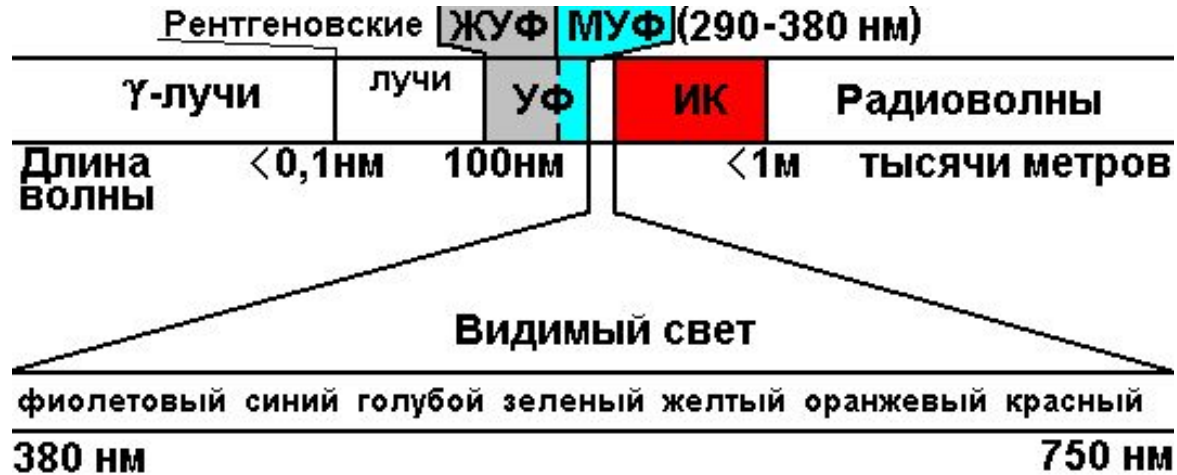 Рентгеновские ЖУФ МУФ (290-380 нм)
γ-лучи лучи УФ ИК Радиоволны
Длина волны <0,1нм 100нм <1м тысячи метров
Видимый свет
фиолетовый синий голубой зеленый желтый оранжевый красный
380 нм 750 нм